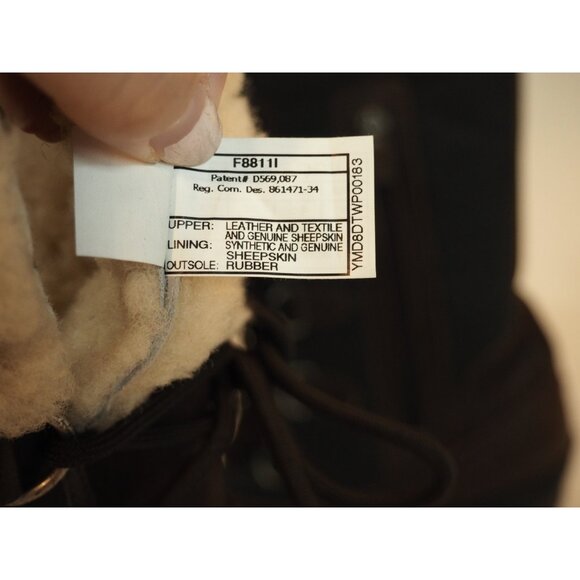 F8811I
Patent# D569,087
Reg. Com. Des. 861471-34
UPPER: LEATHER AND TEXTILE
AND GENUINE SHEEPSKIN
LINING: SYNTHETIC AND GENUINE
SHEEPSKIN
OUTSOLE: RUBBER
YMD8DTWP00183